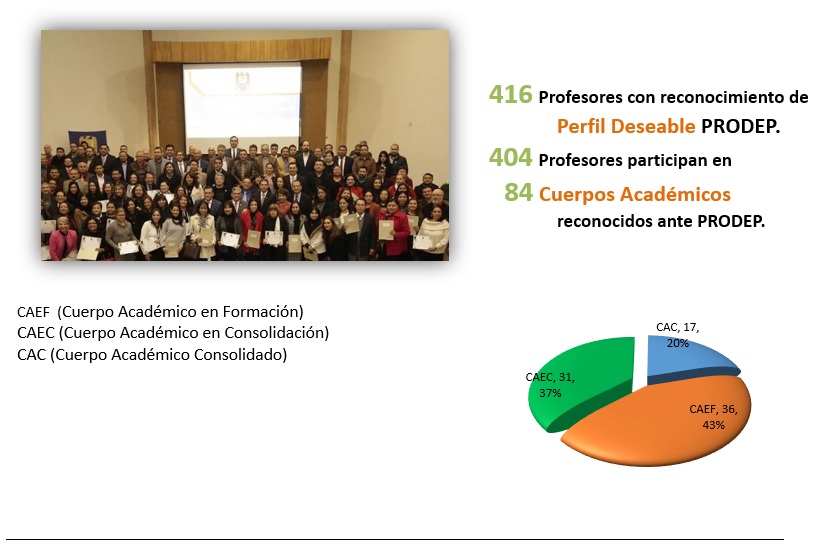 416 Profesores con reconocimiento de
Perfil Deseable PRODEP.
404 Profesores participan en
84 Cuerpos Académicos
reconocidos ante PRODEP.
CAEF (Cuerpo Académico en Formación)
CAEC (Cuerpo Académico en Consolidación)
CAC (Cuerpo Académico Consolidado)
CAC, 17,
20%
CAEC, 31,
37%
CAEF, 36,
43%